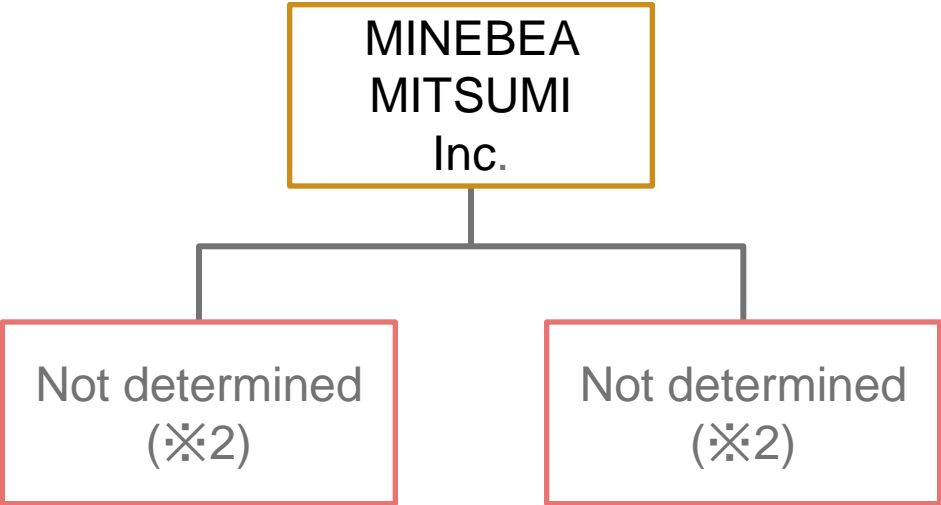 MINEBEA
MITSUMI
Inc.
Not determined
(※2)
Not determined
(※2)